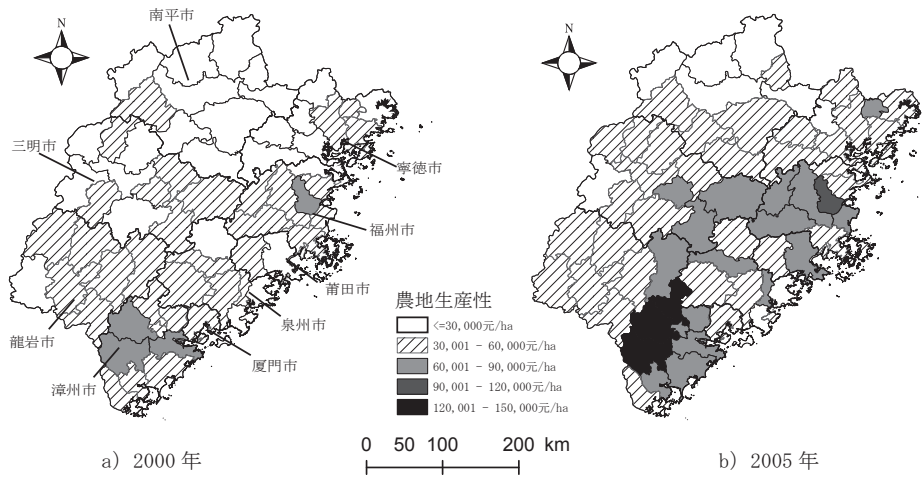 南平市
N
N
三明市
寧徳市
福州市
莆田市
泉州市
厦門市
龍岩市
漳州市
農地生産性
<=30,000元/ha
30,001 - 60,000元/ha
60,001 - 90,000元/ha
90,001 - 120,000元/ha
120,001 - 150,000元/ha
0 50 100 200 km
a) 2000 年
b) 2005 年